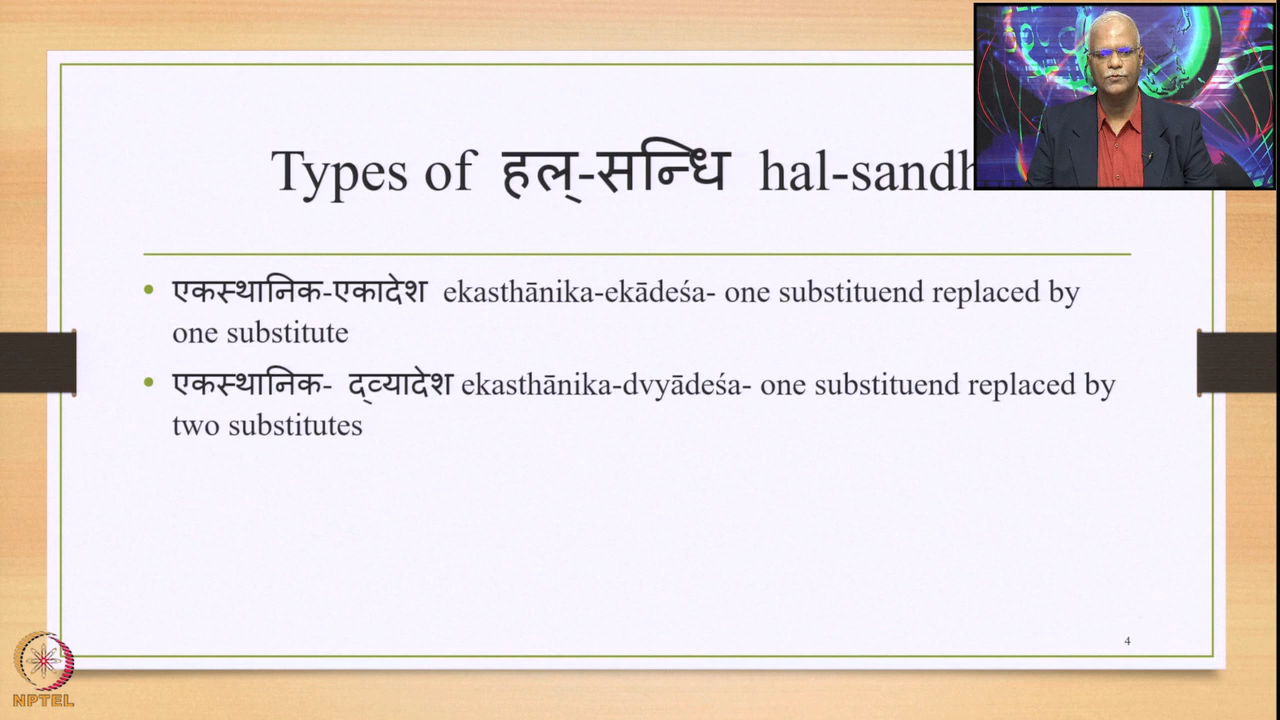 Types of हल्-सन्धि hal-sandh
• एकस्थानिक-एकादेश ekasthānika-ekādeśa- one substituend replaced by
one substitute
• एकस्थानिक- द्व्यादेश ekasthānika-dvyādeśa- one substituend replaced by
two substitutes
4
NPTEL